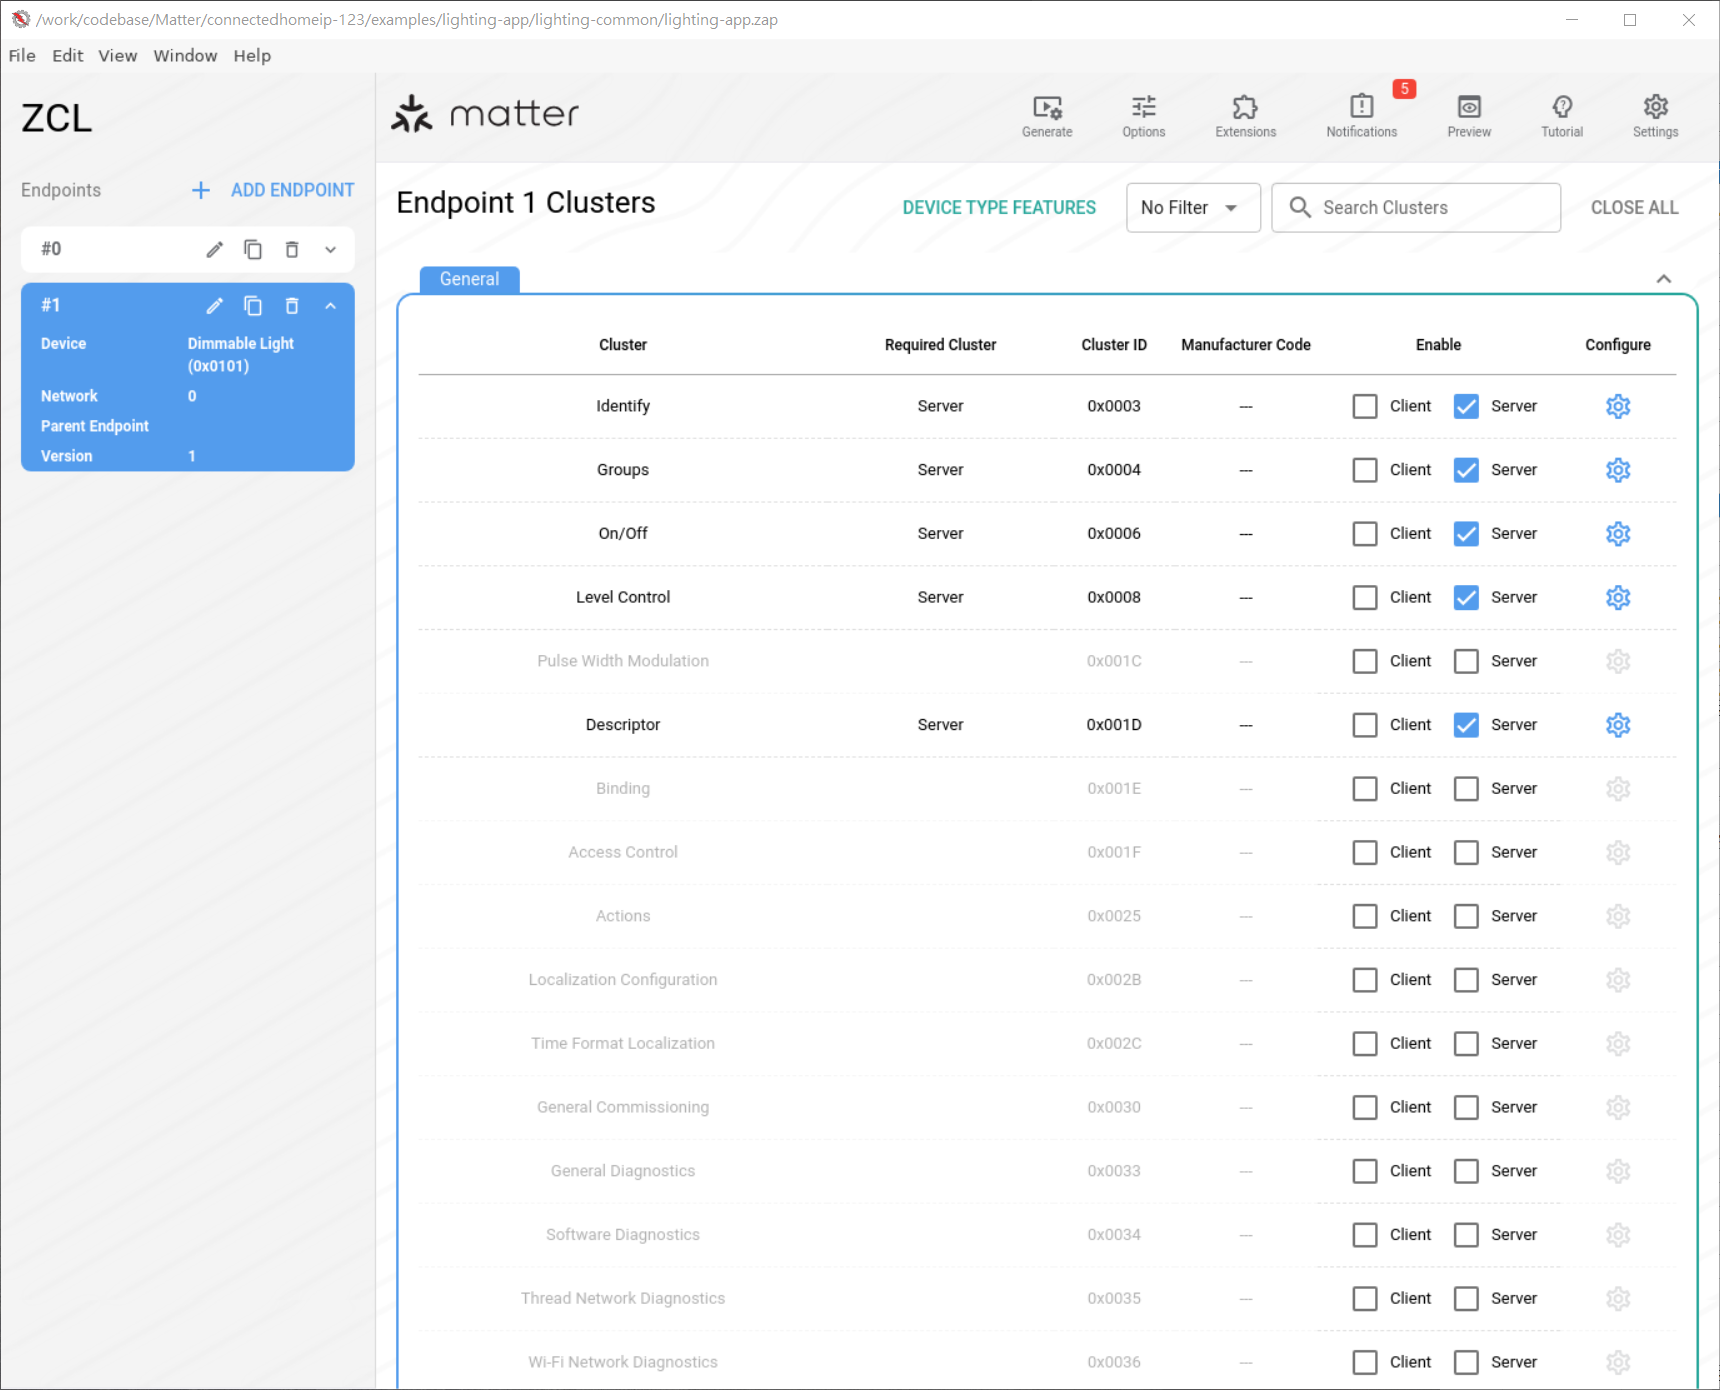 /work/codebase/Matter/connectedhomeip-123/examples/lighting-app/lighting-common/lighting-app.zap
File Edit View Window Help
ZCL
matter
Generate
Options
Extensions
Notifications
5
Preview
Tutorial
Settings
Endpoints
ADD ENDPOINT
#0
#1
Device Dimmable Light (0x0101)
Network 0
Parent Endpoint
Version 1
Endpoint 1 Clusters
DEVICE TYPE FEATURES
No Filter
Search Clusters
CLOSE ALL
General
Cluster Required Cluster Cluster ID Manufacturer Code Enable Configure
Identify Server 0x0003 --- Client Server
Groups Server 0x0004 --- Client Server
On/Off Server 0x0006 --- Client Server
Level Control Server 0x0008 --- Client Server
Pulse Width Modulation 0x001C --- Client Server
Descriptor Server 0x001D --- Client Server
Binding 0x001E --- Client Server
Access Control 0x001F --- Client Server
Actions 0x0025 --- Client Server
Localization Configuration 0x002B --- Client Server
Time Format Localization 0x002C --- Client Server
General Commissioning 0x0030 --- Client Server
General Diagnostics 0x0033 --- Client Server
Software Diagnostics 0x0034 --- Client Server
Thread Network Diagnostics 0x0035 --- Client Server
Wi-Fi Network Diagnostics 0x0036 --- Client Server